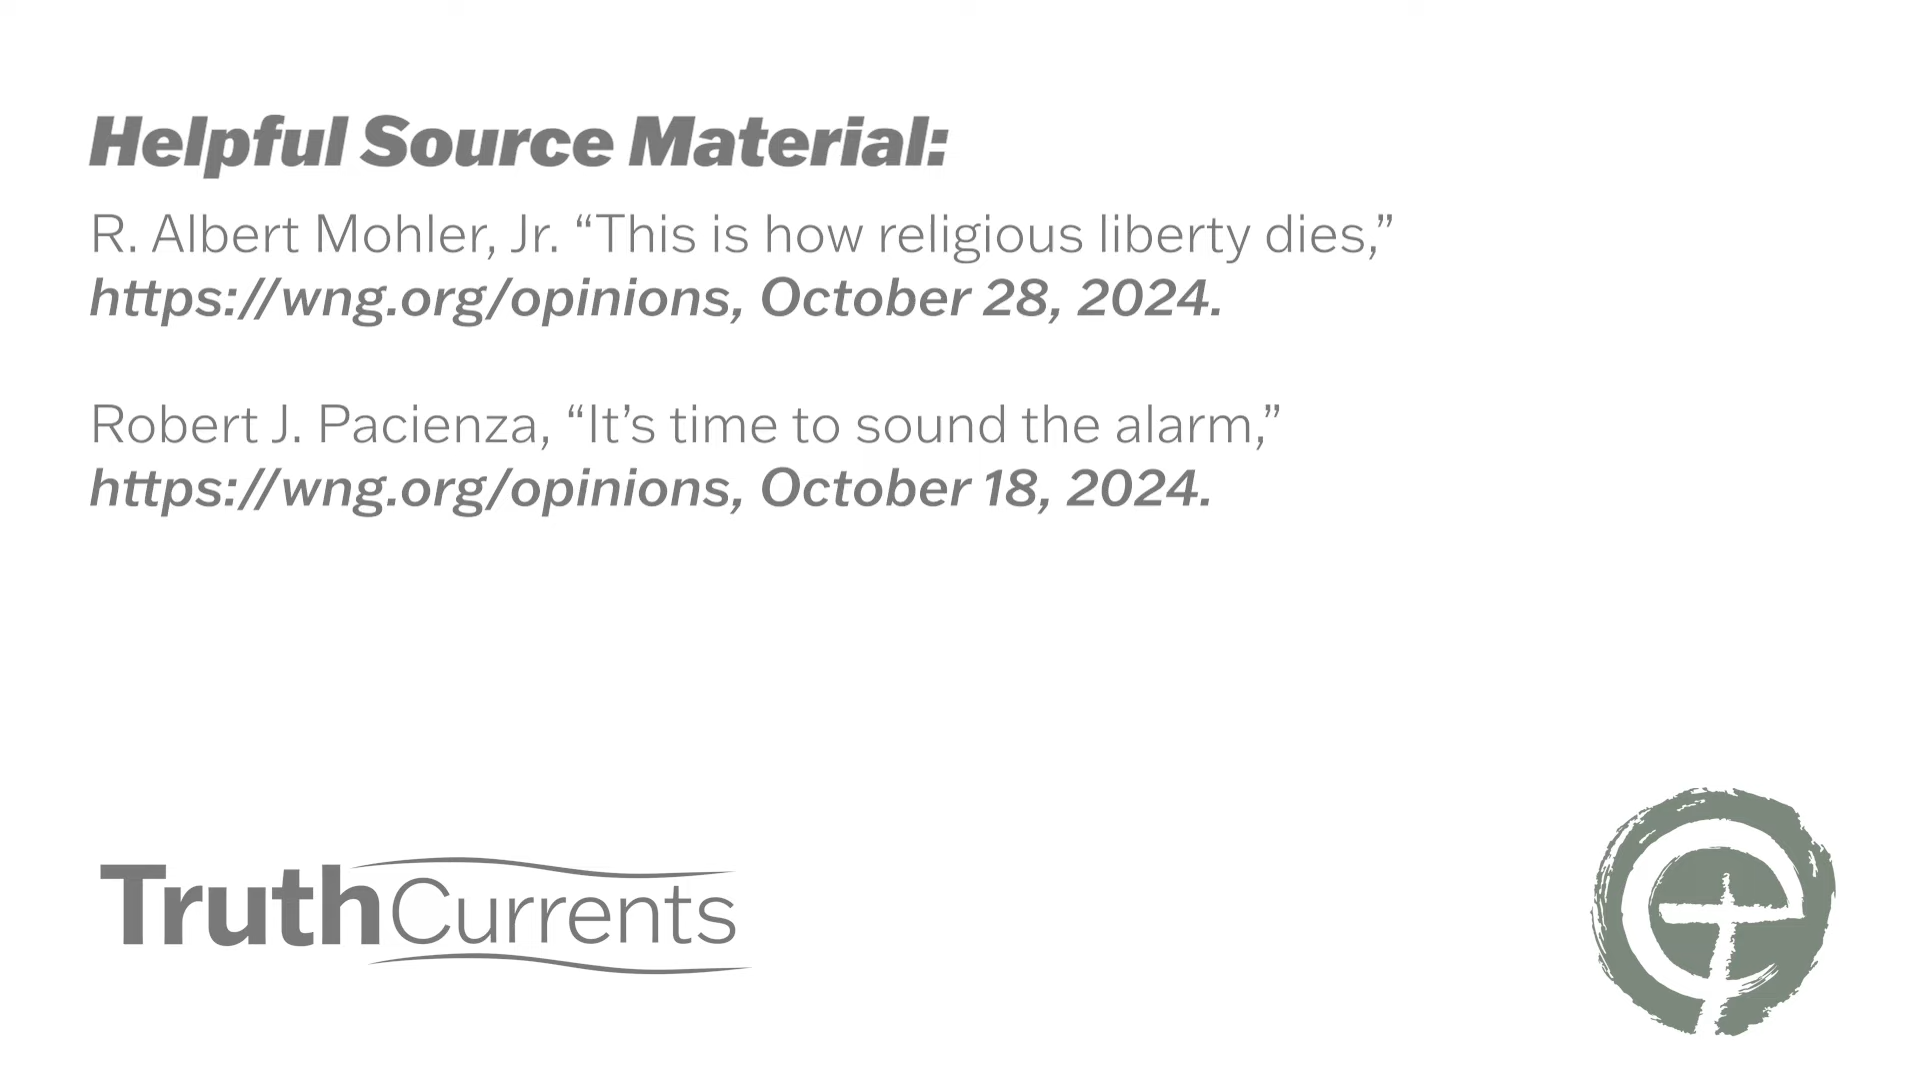 Helpful Source Material:
R. Albert Mohler, Jr. “This is how religious liberty dies,”
https://wng.org/opinions, October 28, 2024.
Robert J. Pacienza, “It’s time to sound the alarm,”
https://wng.org/opinions, October 18, 2024.
TruthCurrents